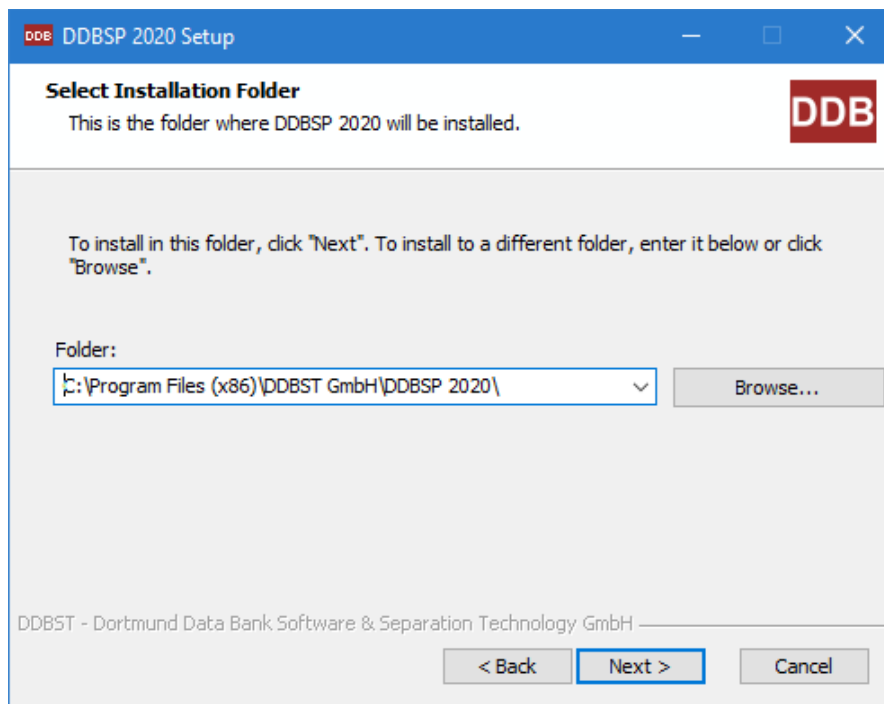 DDB DDBSP 2020 Setup
Select Installation Folder
This is the folder where DDBSP 2020 will be installed.
DDB
To install in this folder, click "Next". To install to a different folder, enter it below or click
"Browse".
Folder:
C:\Program Files (x86)\DDBST GmbH\DDBSP 2020\
Browse...
DDBST - Dortmund Data Bank Software & Separation Technology GmbH
< Back Next > Cancel